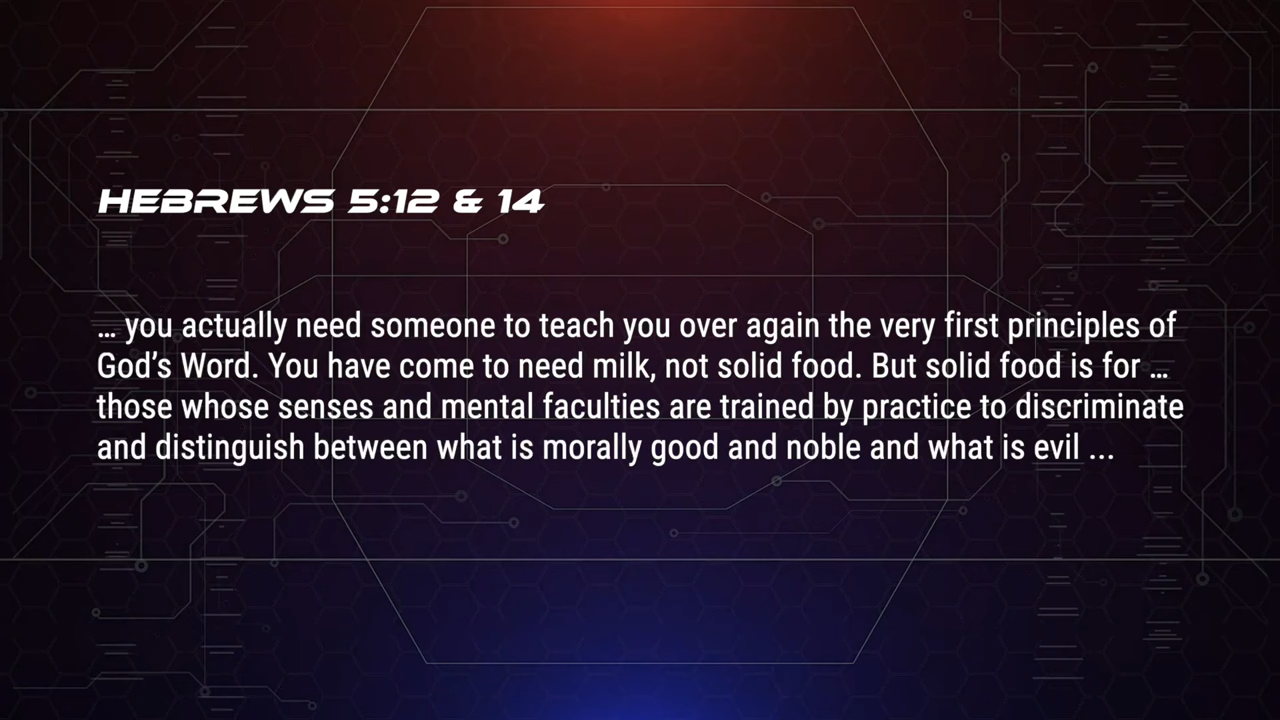 HEBREWS 5:12 & 14
… you actually need someone to teach you over again the very first principles of
God’s Word. You have come to need milk, not solid food. But solid food is for …
those whose senses and mental faculties are trained by practice to discriminate
and distinguish between what is morally good and noble and what is evil ...